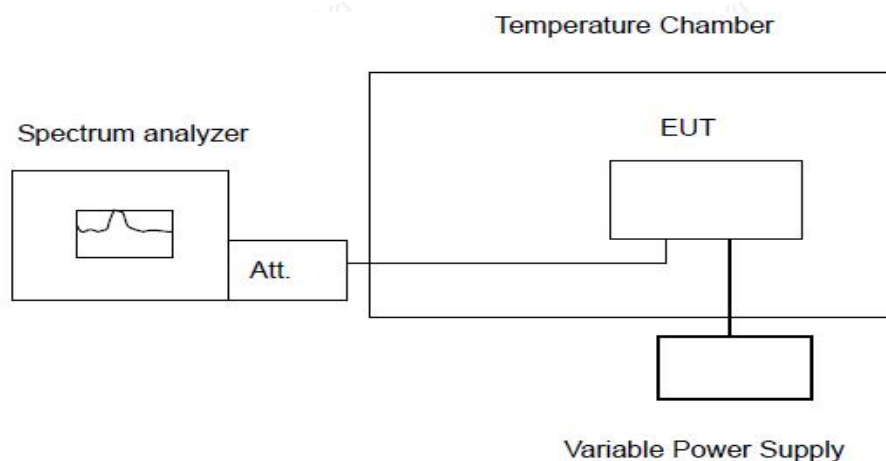 Temperature Chamber
Spectrum analyzer
EUT
Att.
Variable Power Supply